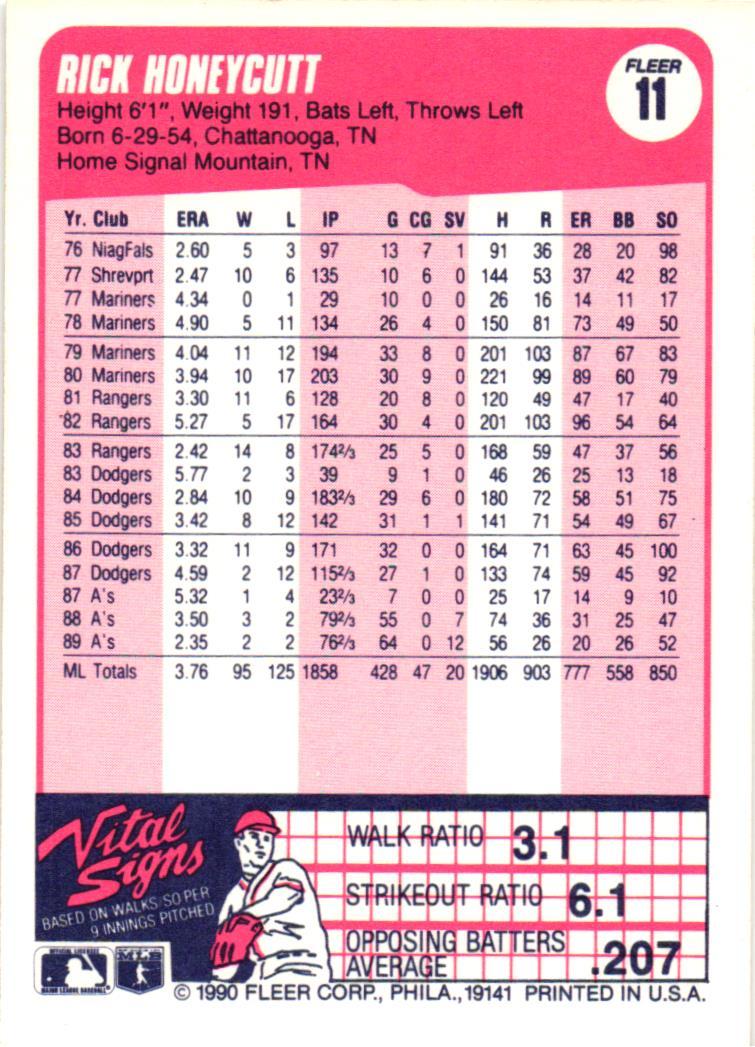 RICK HONEYCUTT
FLEER
11
Height 6'1", Weight 191, Bats Left, Throws Left
Born 6-29-54, Chattanooga, TN
Home Signal Mountain, TN
Yr. Club ERA W L IP G CG SV H R ER BB SO
76 NiagFals 2.60 5 3 97 13 7 1 91 36 28 20 98
77 Shrevprt 2.47 10 6 135 10 6 0 144 53 37 42 82
77 Mariners 4.34 0 1 29 10 0 0 26 16 14 11 17
78 Mariners 4.90 5 11 134 26 4 0 150 81 73 49 50
79 Mariners 4.04 11 12 194 33 8 0 201 103 87 67 83
80 Mariners 3.94 10 17 203 30 9 0 221 99 89 60 79
81 Rangers 3.30 11 6 128 20 8 0 120 49 47 17 40
82 Rangers 5.27 5 17 164 30 4 0 201 103 96 54 64
83 Rangers 2.42 14 8 1742/3 25 5 0 168 59 47 37 56
83 Dodgers 5.77 2 3 39 9 1 0 46 26 25 13 18
84 Dodgers 2.84 10 9 1832/3 29 6 0 180 72 58 51 75
85 Dodgers 3.42 8 12 142 31 1 1 141 71 54 49 67
86 Dodgers 3.32 11 9 171 32 0 0 164 71 63 45 100
87 Dodgers 4.59 2 12 1152/3 27 1 0 133 74 59 45 92
87 A's 5.32 1 4 232/3 7 0 0 25 17 14 9 10
88 A's 3.50 3 2 792/3 55 0 7 74 36 31 25 47
89 A's 2.35 2 2 762/3 64 0 12 56 26 20 26 52
ML Totals 3.76 95 125 1858 428 47 20 1906 903 777 558 850
Vital
Signs
BASED ON WALKS/SO PER
9 INNINGS PITCHED
WALK RATIO 3.1
STRIKEOUT RATIO 6.1
OPPOSING BATTERS
AVERAGE .207
OFFICIAL LICENSEE
MAJOR LEAGUE BASEBALL
MLB
© 1990 FLEER CORP., PHILA., 19141 PRINTED IN U.S.A.